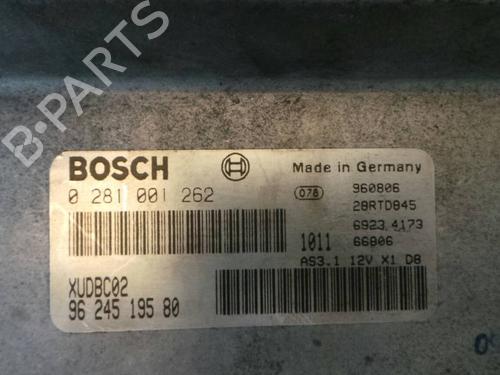 B-PARTS
BOSCH
Made in Germany
0 281 001 262
078
960806
28RTD845
6923 4173
1011
66806
AS3.1 12V X1 D8
XUDBC02
96 245 195 80